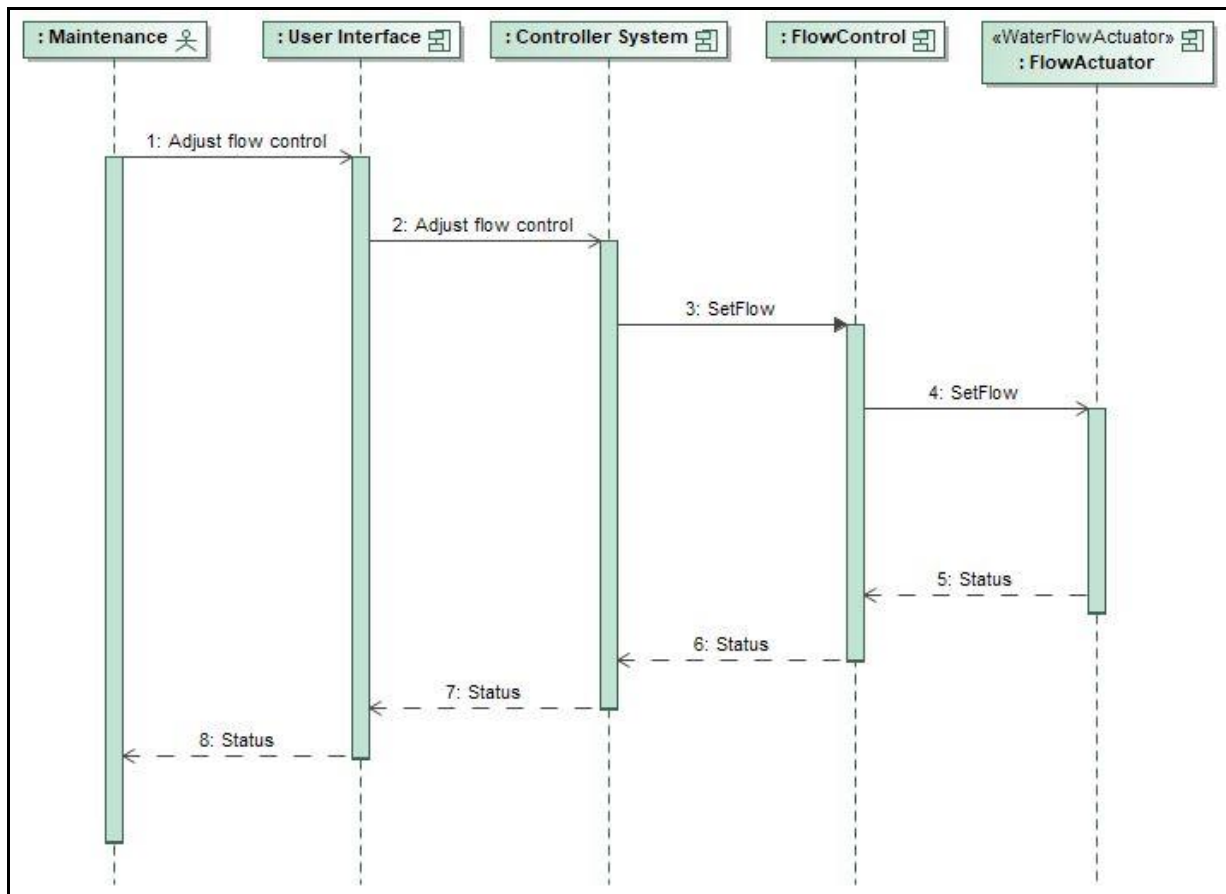 : Maintenance
: User Interface
: Controller System
: FlowControl
«WaterFlowActuator»
: FlowActuator
1: Adjust flow control
2: Adjust flow control
3: SetFlow
4: SetFlow
5: Status
6: Status
7: Status
8: Status